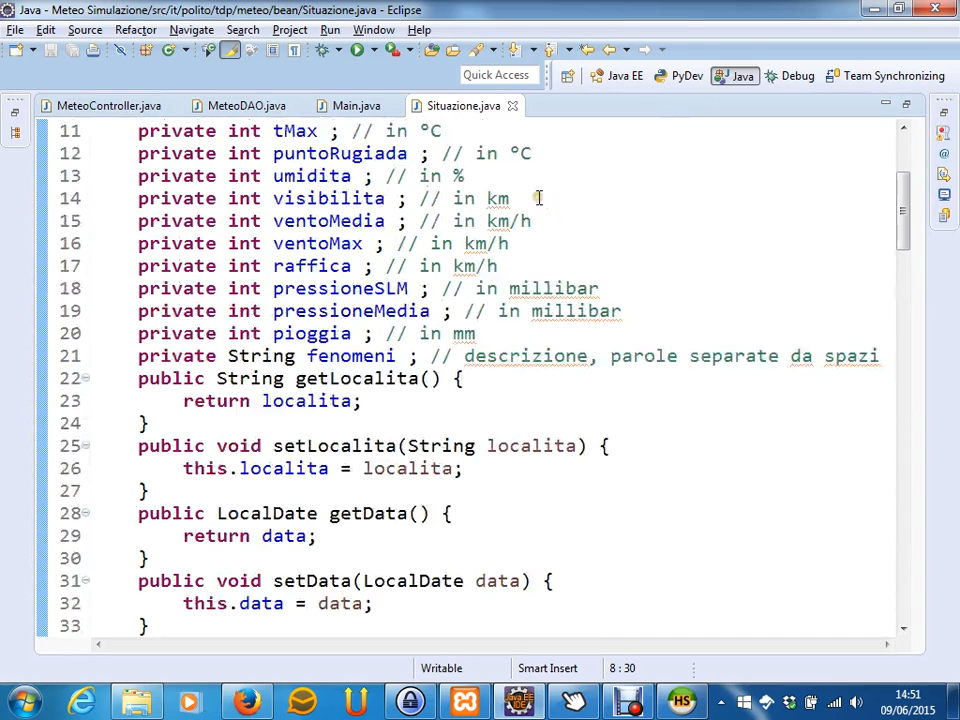 Java - Meteo Simulazione/src/it/polito/tdp/meteo/bean/Situazione.java - Eclipse
File Edit Source Refactor Navigate Search Project Run Window Help
Quick Access Java EE PyDev Java Debug Team Synchronizing
MeteoController.java MeteoDAO.java Main.java Situazione.java
11 private int tMax ; // in °C
12 private int puntoRugiada ; // in °C
13 private int umidita ; // in %
14 private int visibilita ; // in km
15 private int ventoMedia ; // in km/h
16 private int ventoMax ; // in km/h
17 private int raffica ; // in km/h
18 private int pressioneSLM ; // in millibar
19 private int pressioneMedia ; // in millibar
20 private int pioggia ; // in mm
21 private String fenomeni ; // descrizione, parole separate da spazi
22 public String getLocalita() {
23 return localita;
24 }
25 public void setLocalita(String localita) {
26 this.localita = localita;
27 }
28 public LocalDate getData() {
29 return data;
30 }
31 public void setData(LocalDate data) {
32 this.data = data;
33 }
Writable Smart Insert 8 : 30
14:51
09/06/2015